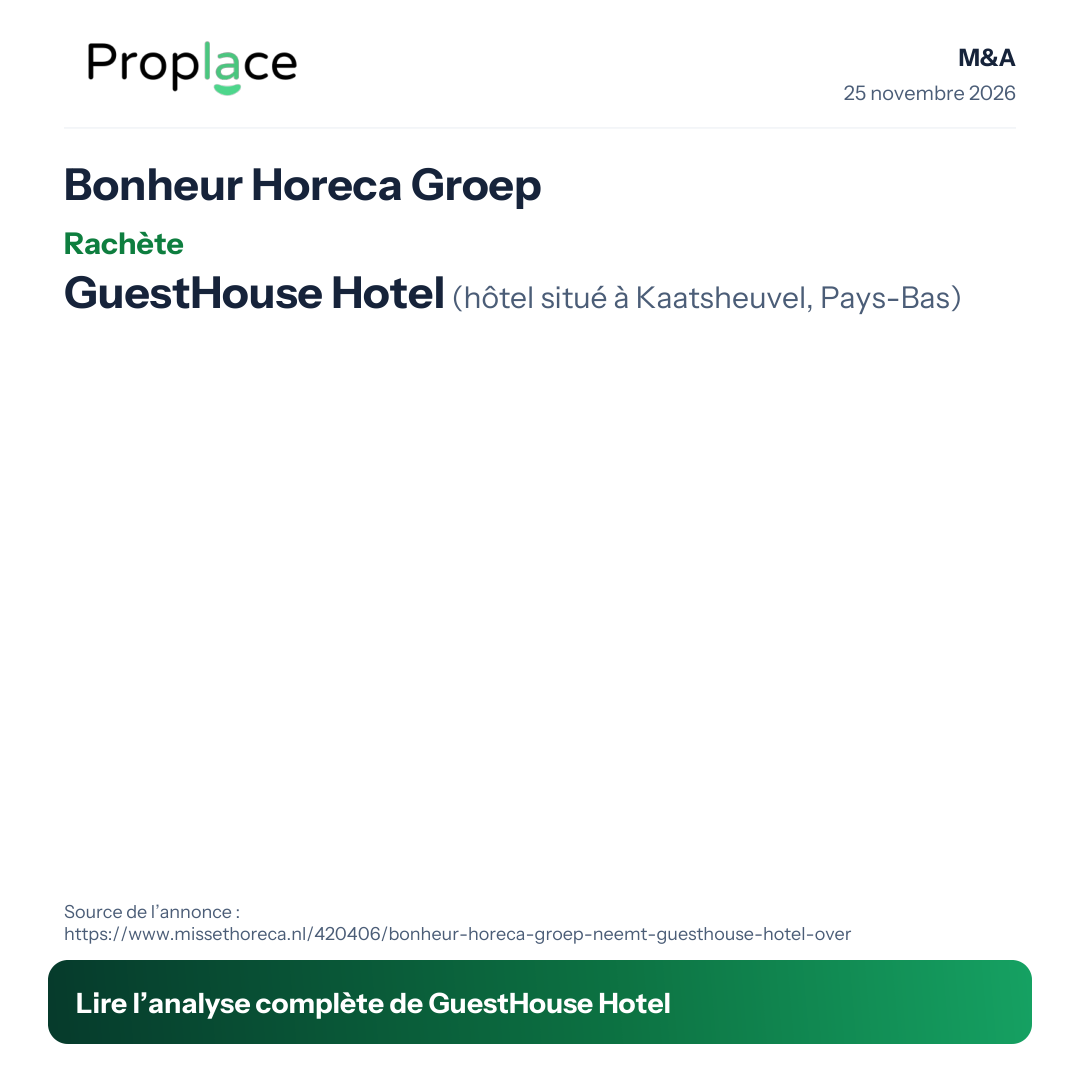 Proplace
M&A
25 novembre 2026
Bonheur Horeca Groep
Rachète
GuestHouse Hotel (hôtel situé à Kaatsheuvel, Pays-Bas)
Source de l’annonce :
https://www.missethoreca.nl/420406/bonheur-horeca-groep-neemt-guesthouse-hotel-over
Lire l’analyse complète de GuestHouse Hotel